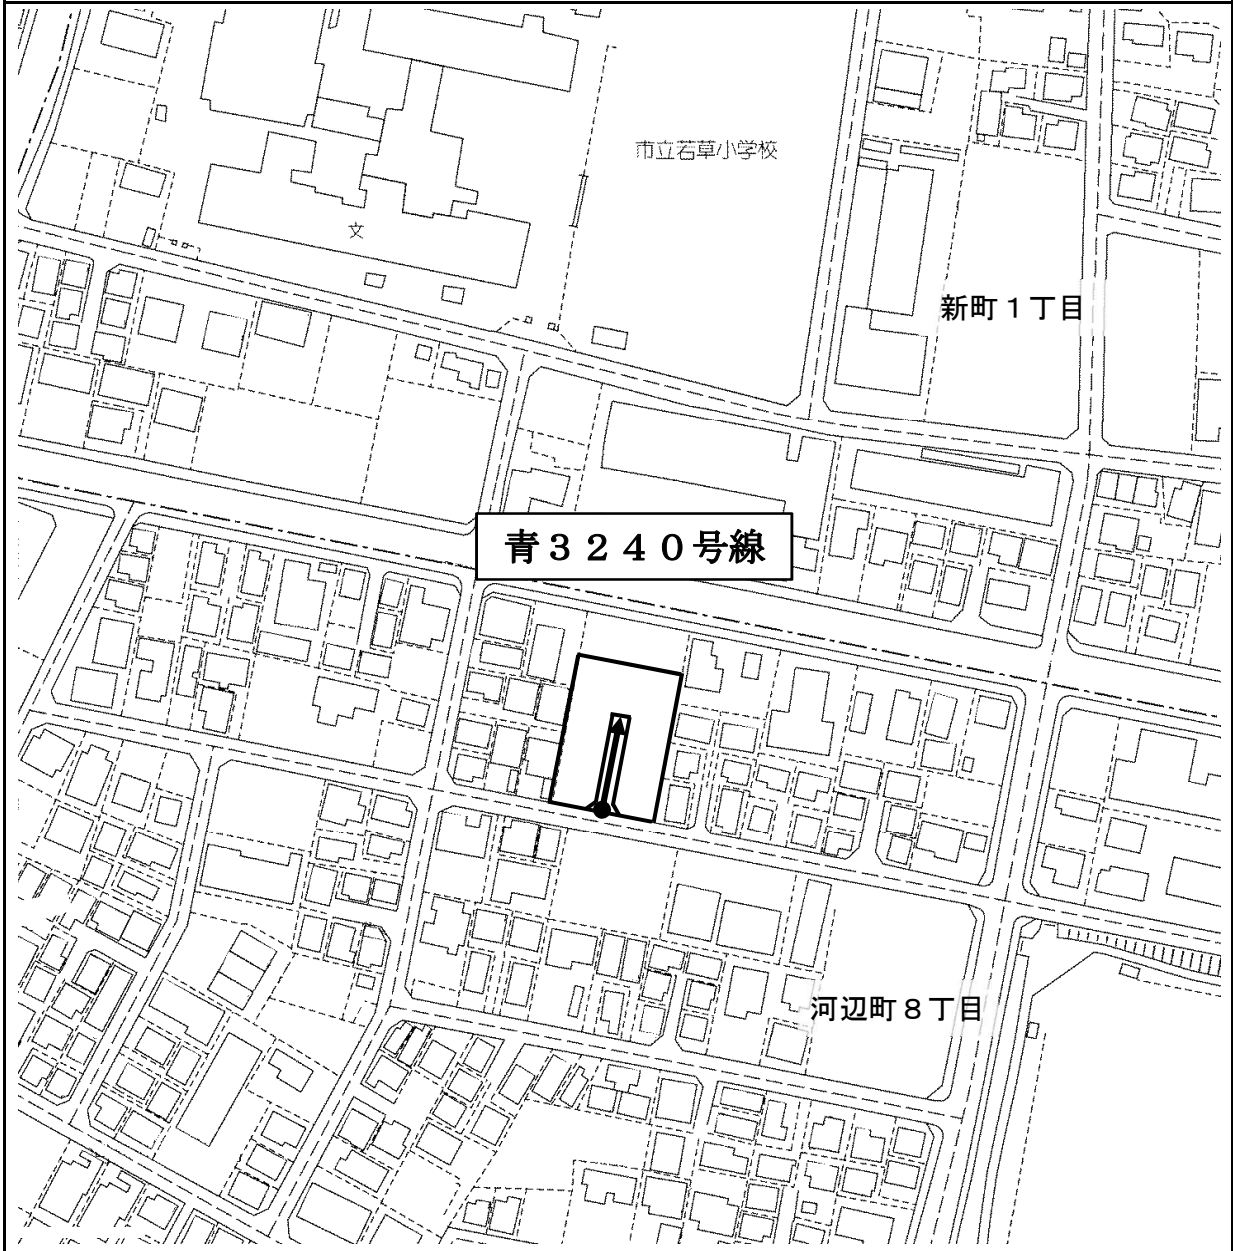 市立若草小学校
文
新町１丁目
青３２４０号線
河辺町８丁目